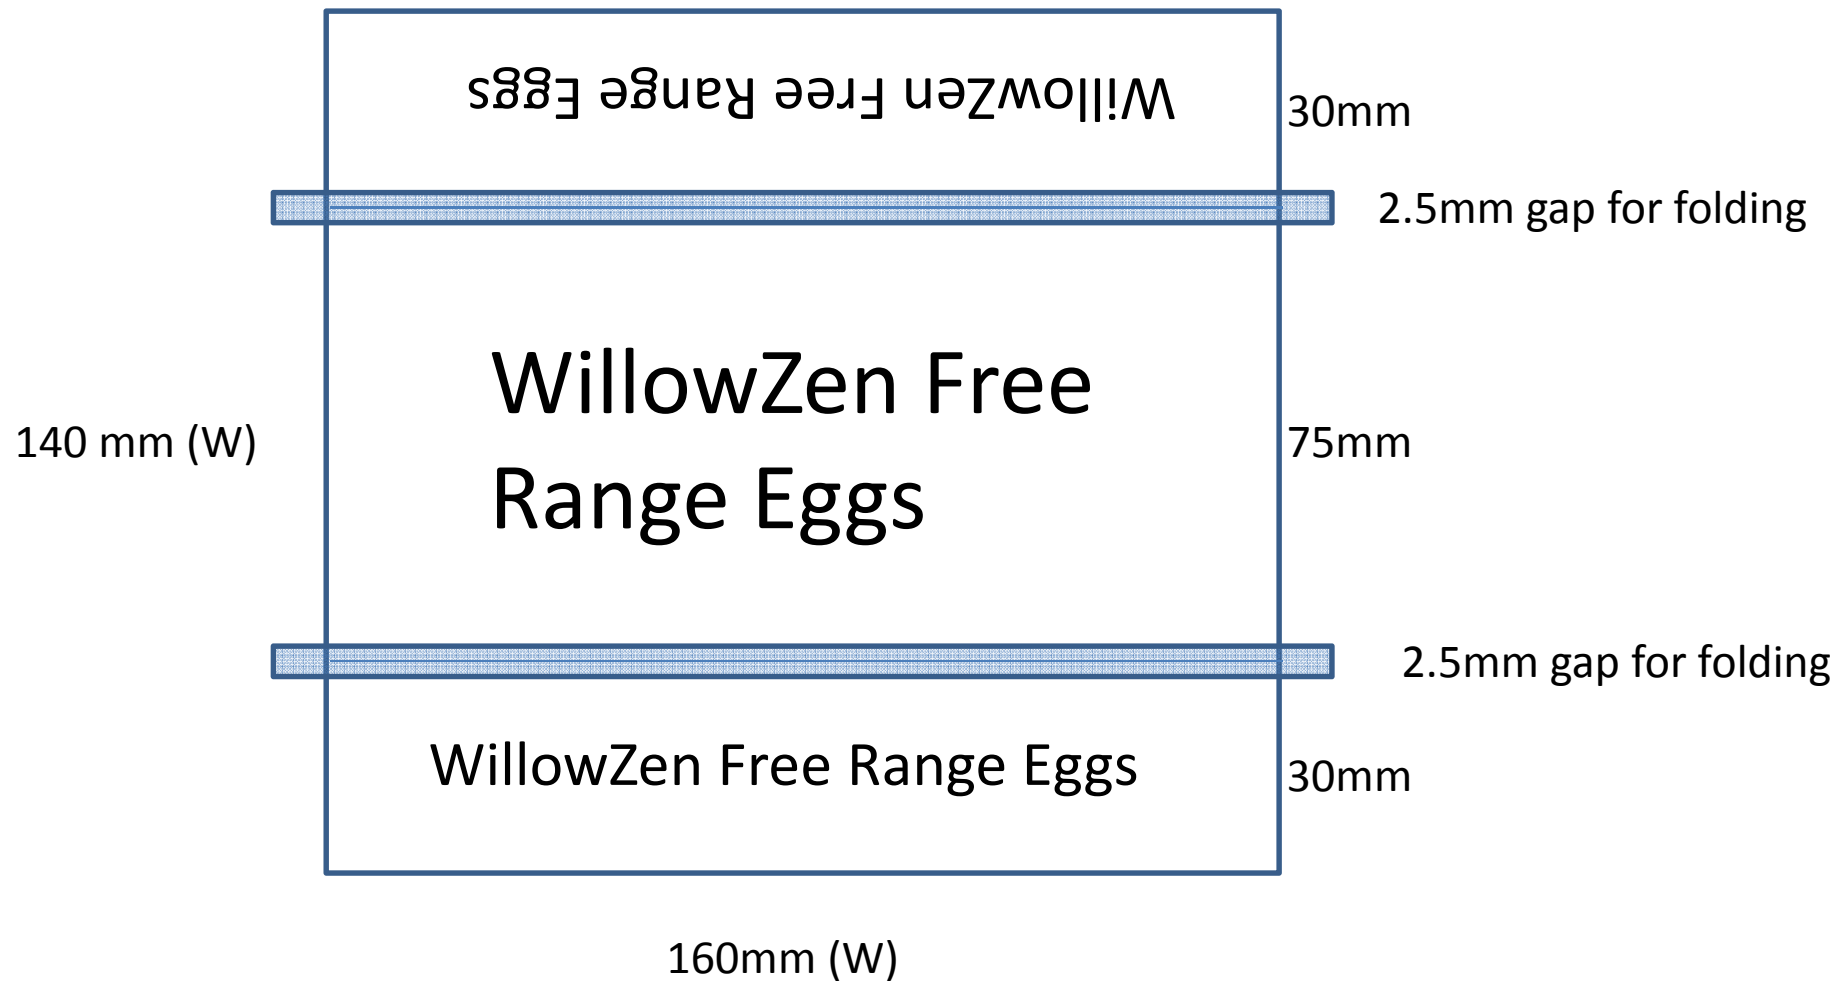 WillowZen Free Range Eggs
30mm
2.5mm gap for folding
WillowZen Free
Range Eggs
140 mm (W)
75mm
2.5mm gap for folding
WillowZen Free Range Eggs
30mm
160mm (W)